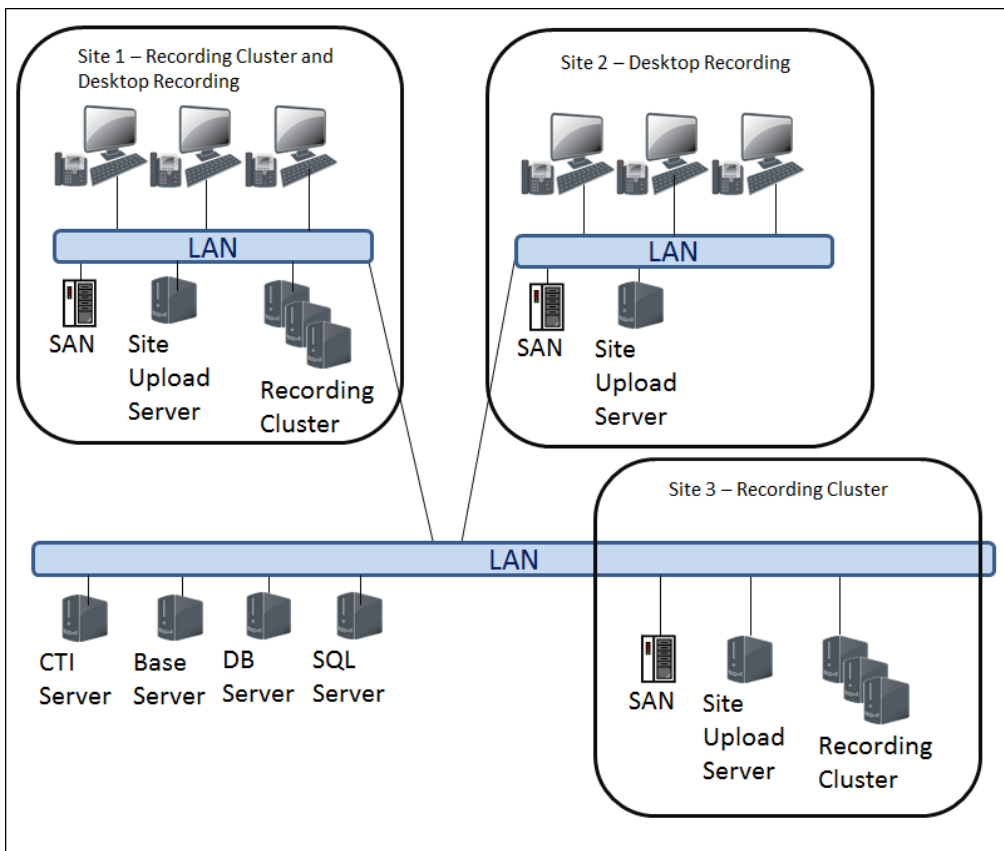 Site 1 – Recording Cluster and
Desktop Recording
Site 2 – Desktop Recording
LAN
LAN
SAN
Site
Upload
Server
Recording
Cluster
SAN
Site
Upload
Server
Site 3 – Recording Cluster
LAN
CTI
Server
Base
Server
DB
Server
SQL
Server
SAN
Site
Upload
Server
Recording
Cluster